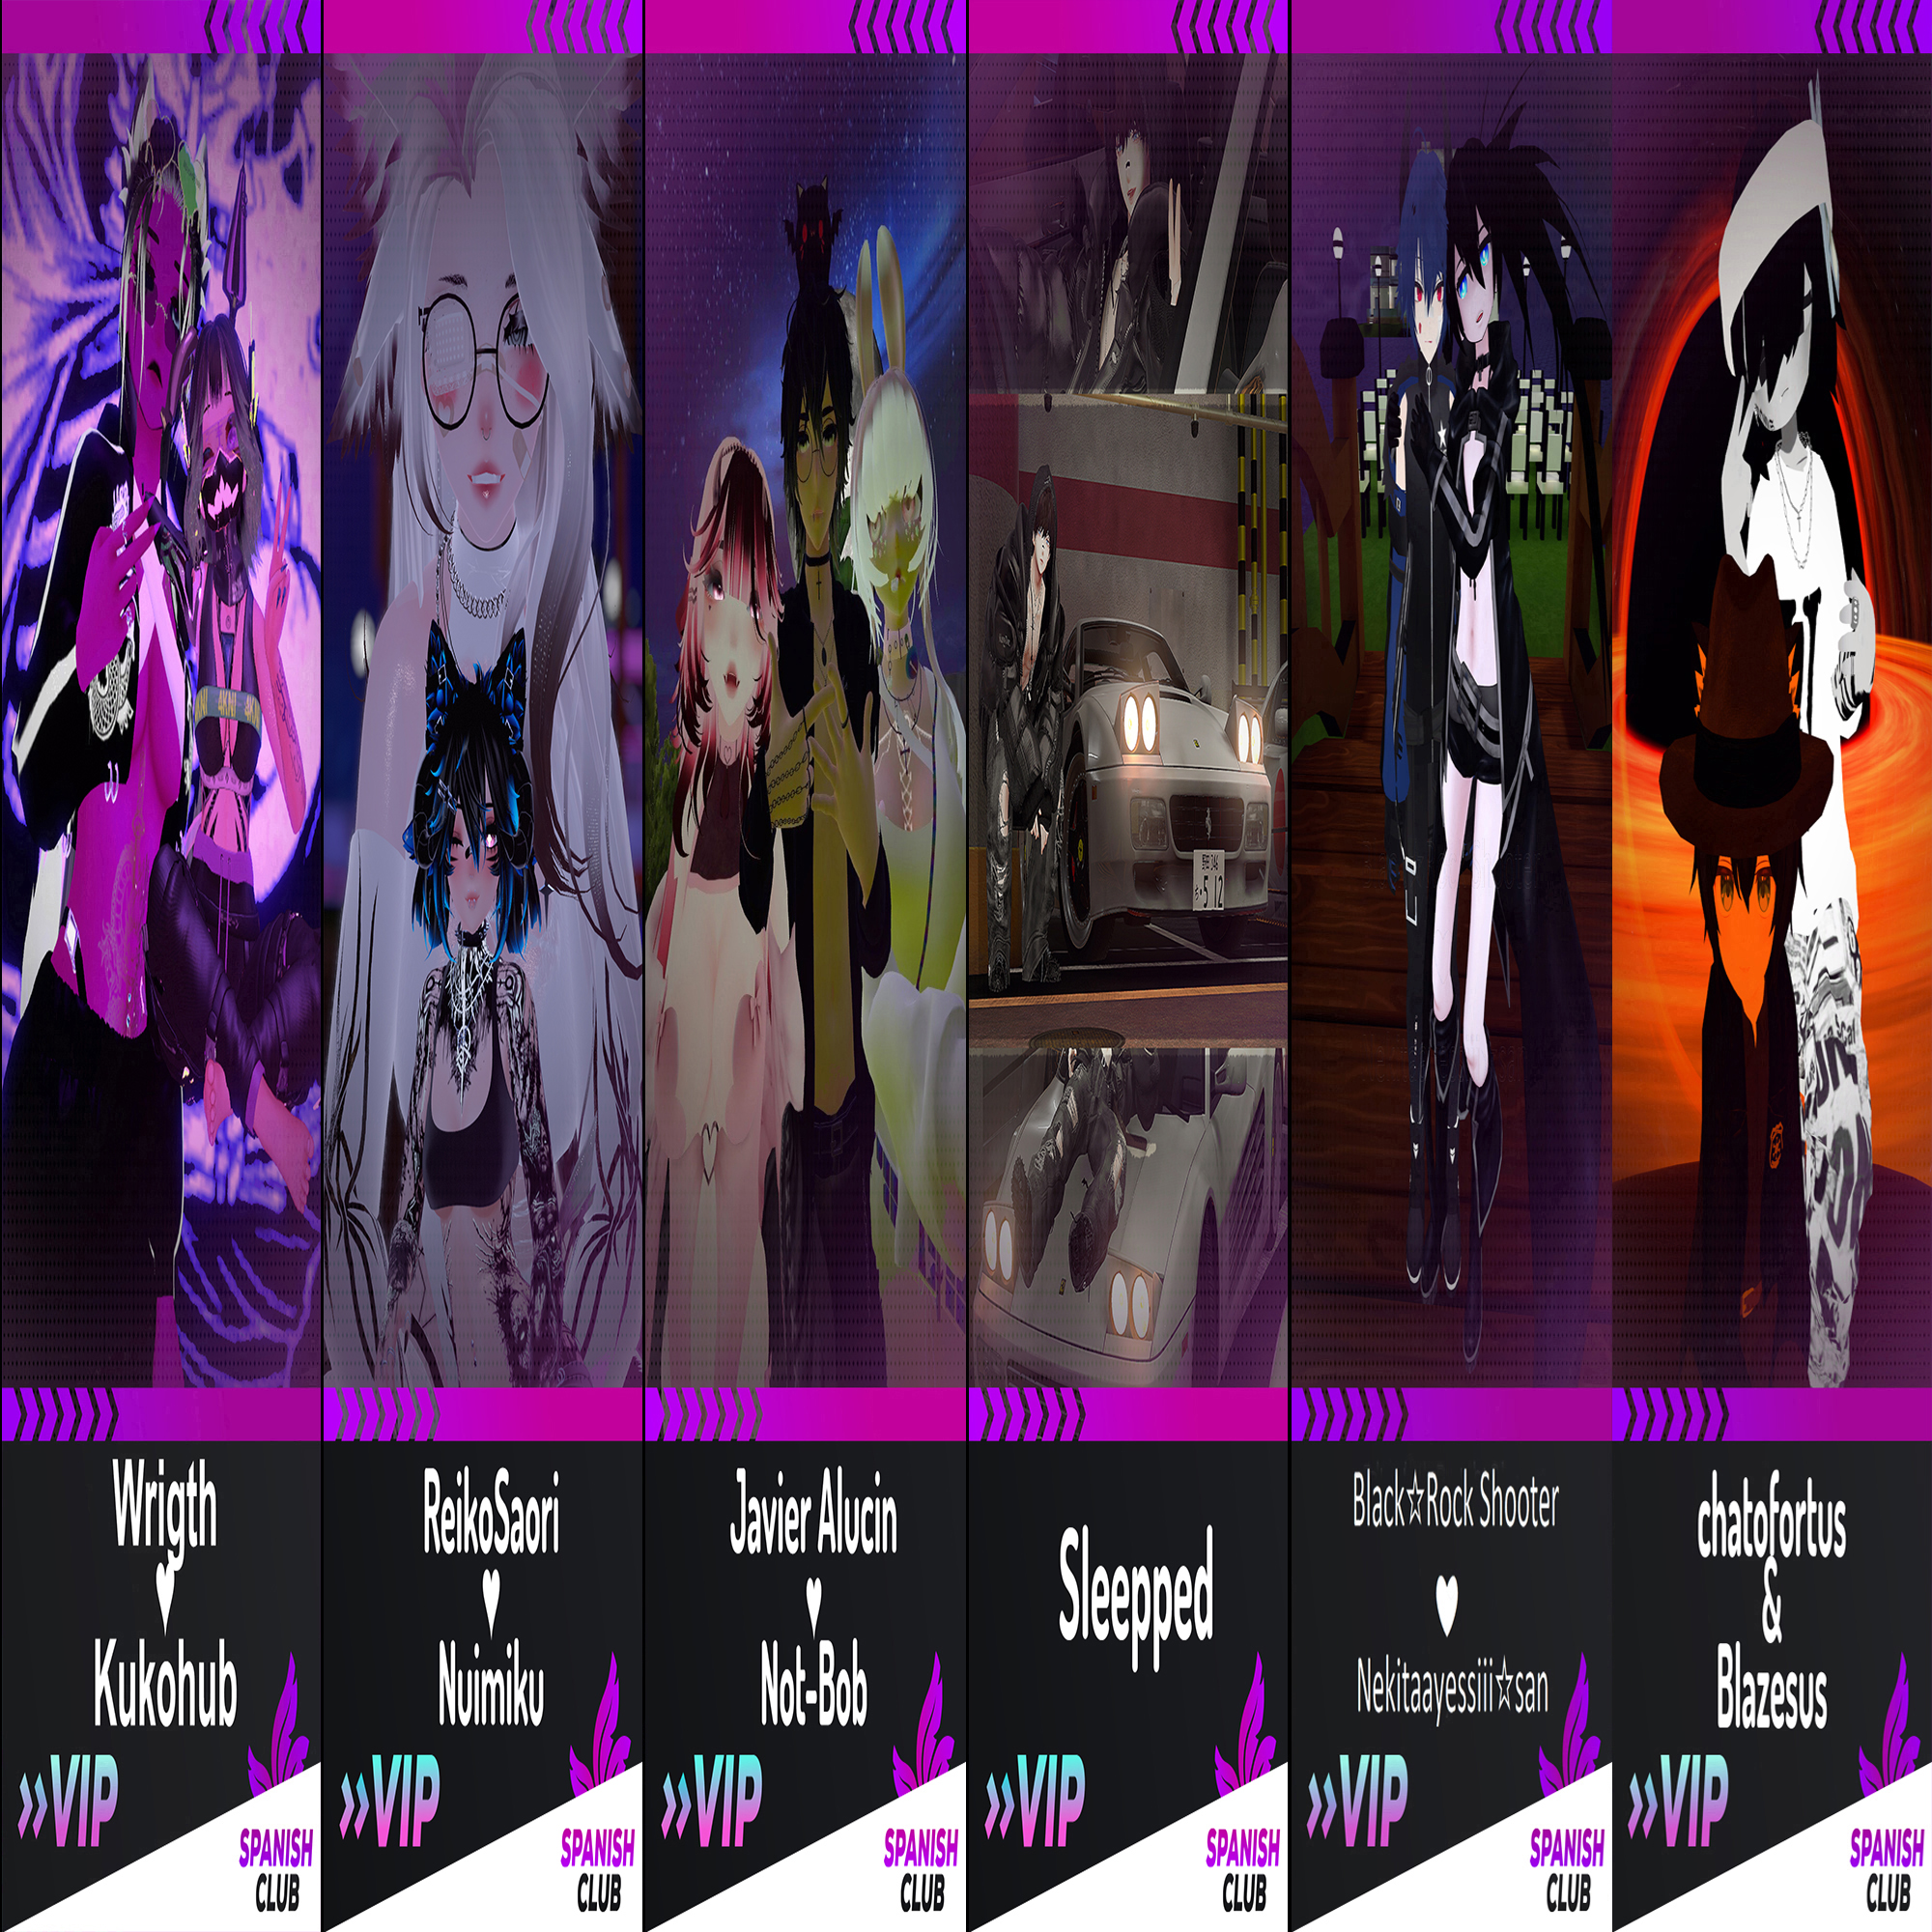 Wrigth
♥
Kukohub
»VIP
SPANISH
CLUB
ReikoSaori
♥
Nuimiku
»VIP
SPANISH
CLUB
Javier Alucin
♥
Not-Bob
»VIP
SPANISH
CLUB
512
Sleepped
»VIP
SPANISH
CLUB
Black☆Rock Shooter
♥
Nekitaayessiii☆san
»VIP
SPANISH
CLUB
chatofortus
&
Blazesus
»VIP
SPANISH
CLUB